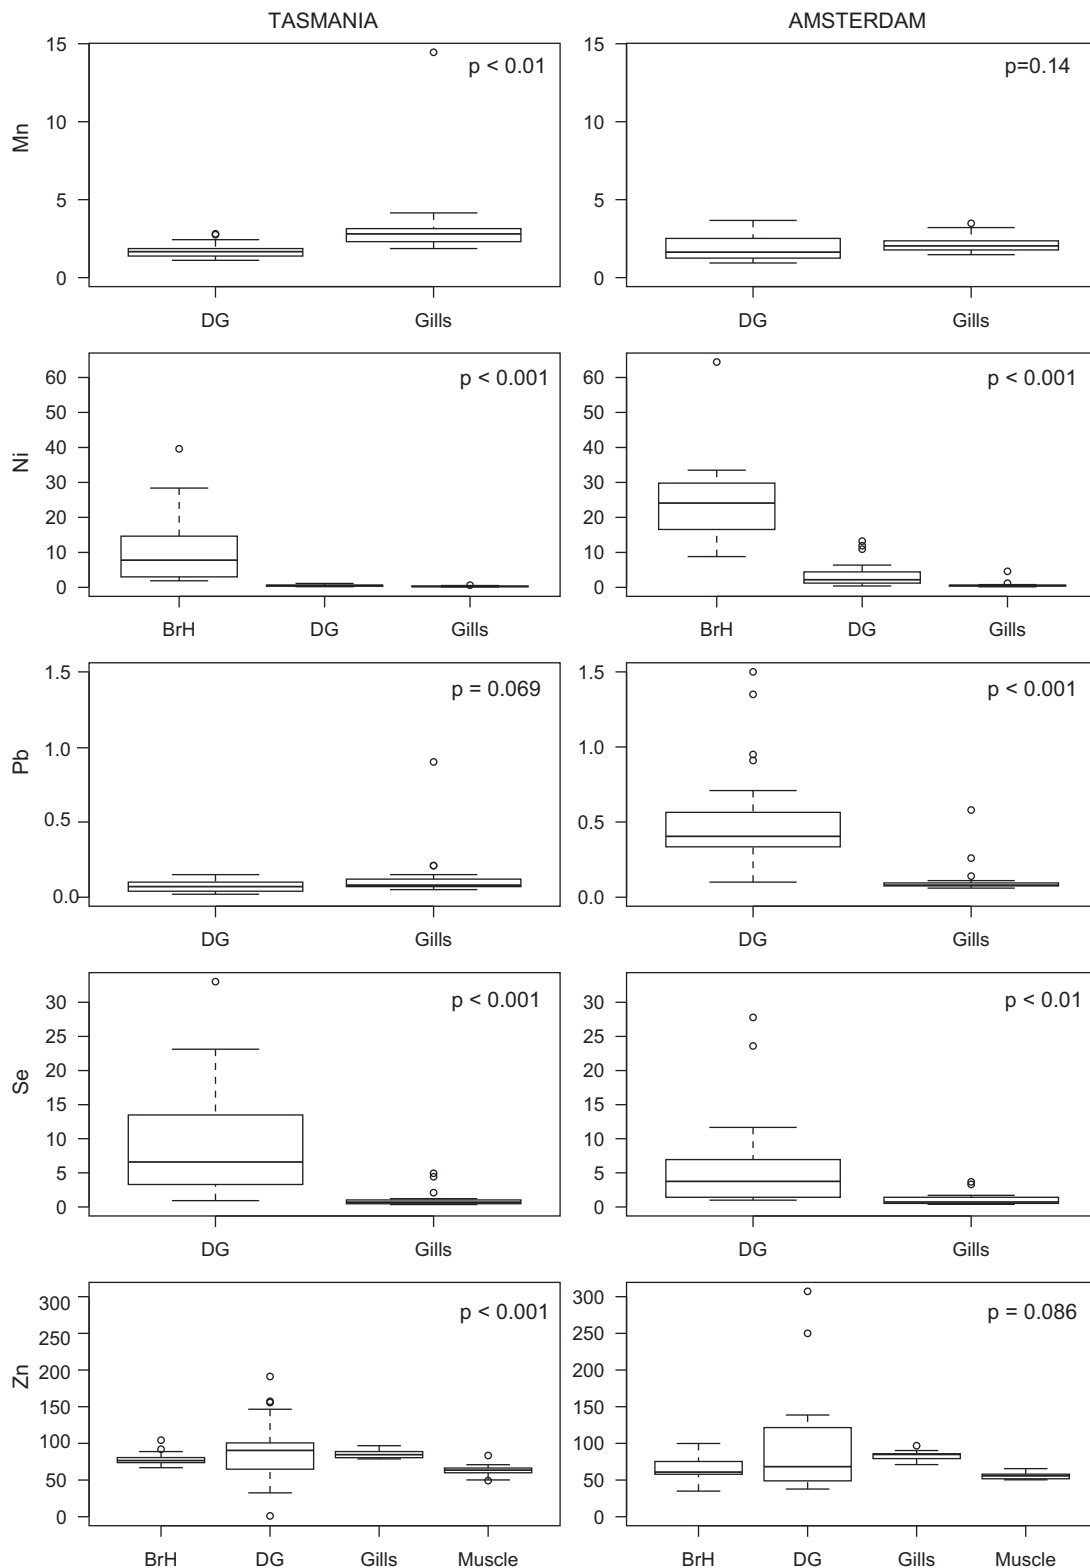 TASMANIA AMSTERDAM
Mn
15 p < 0.01 15 p=0.14
10 10
5 5
0 0
DG Gills DG Gills
Ni
60 p < 0.001 60 p < 0.001
50 50
40 40
30 30
20 20
10 10
0 0
BrH DG Gills BrH DG Gills
Pb
1.5 p = 0.069 1.5 p < 0.001
1.0 1.0
0.5 0.5
0.0 0.0
DG Gills DG Gills
Se
30 p < 0.001 30 p < 0.01
25 25
20 20
15 15
10 10
5 5
0 0
DG Gills DG Gills
Zn
300 p < 0.001 300 p = 0.086
250 250
200 200
150 150
100 100
50 50
0 0
BrH DG Gills Muscle BrH DG Gills Muscle